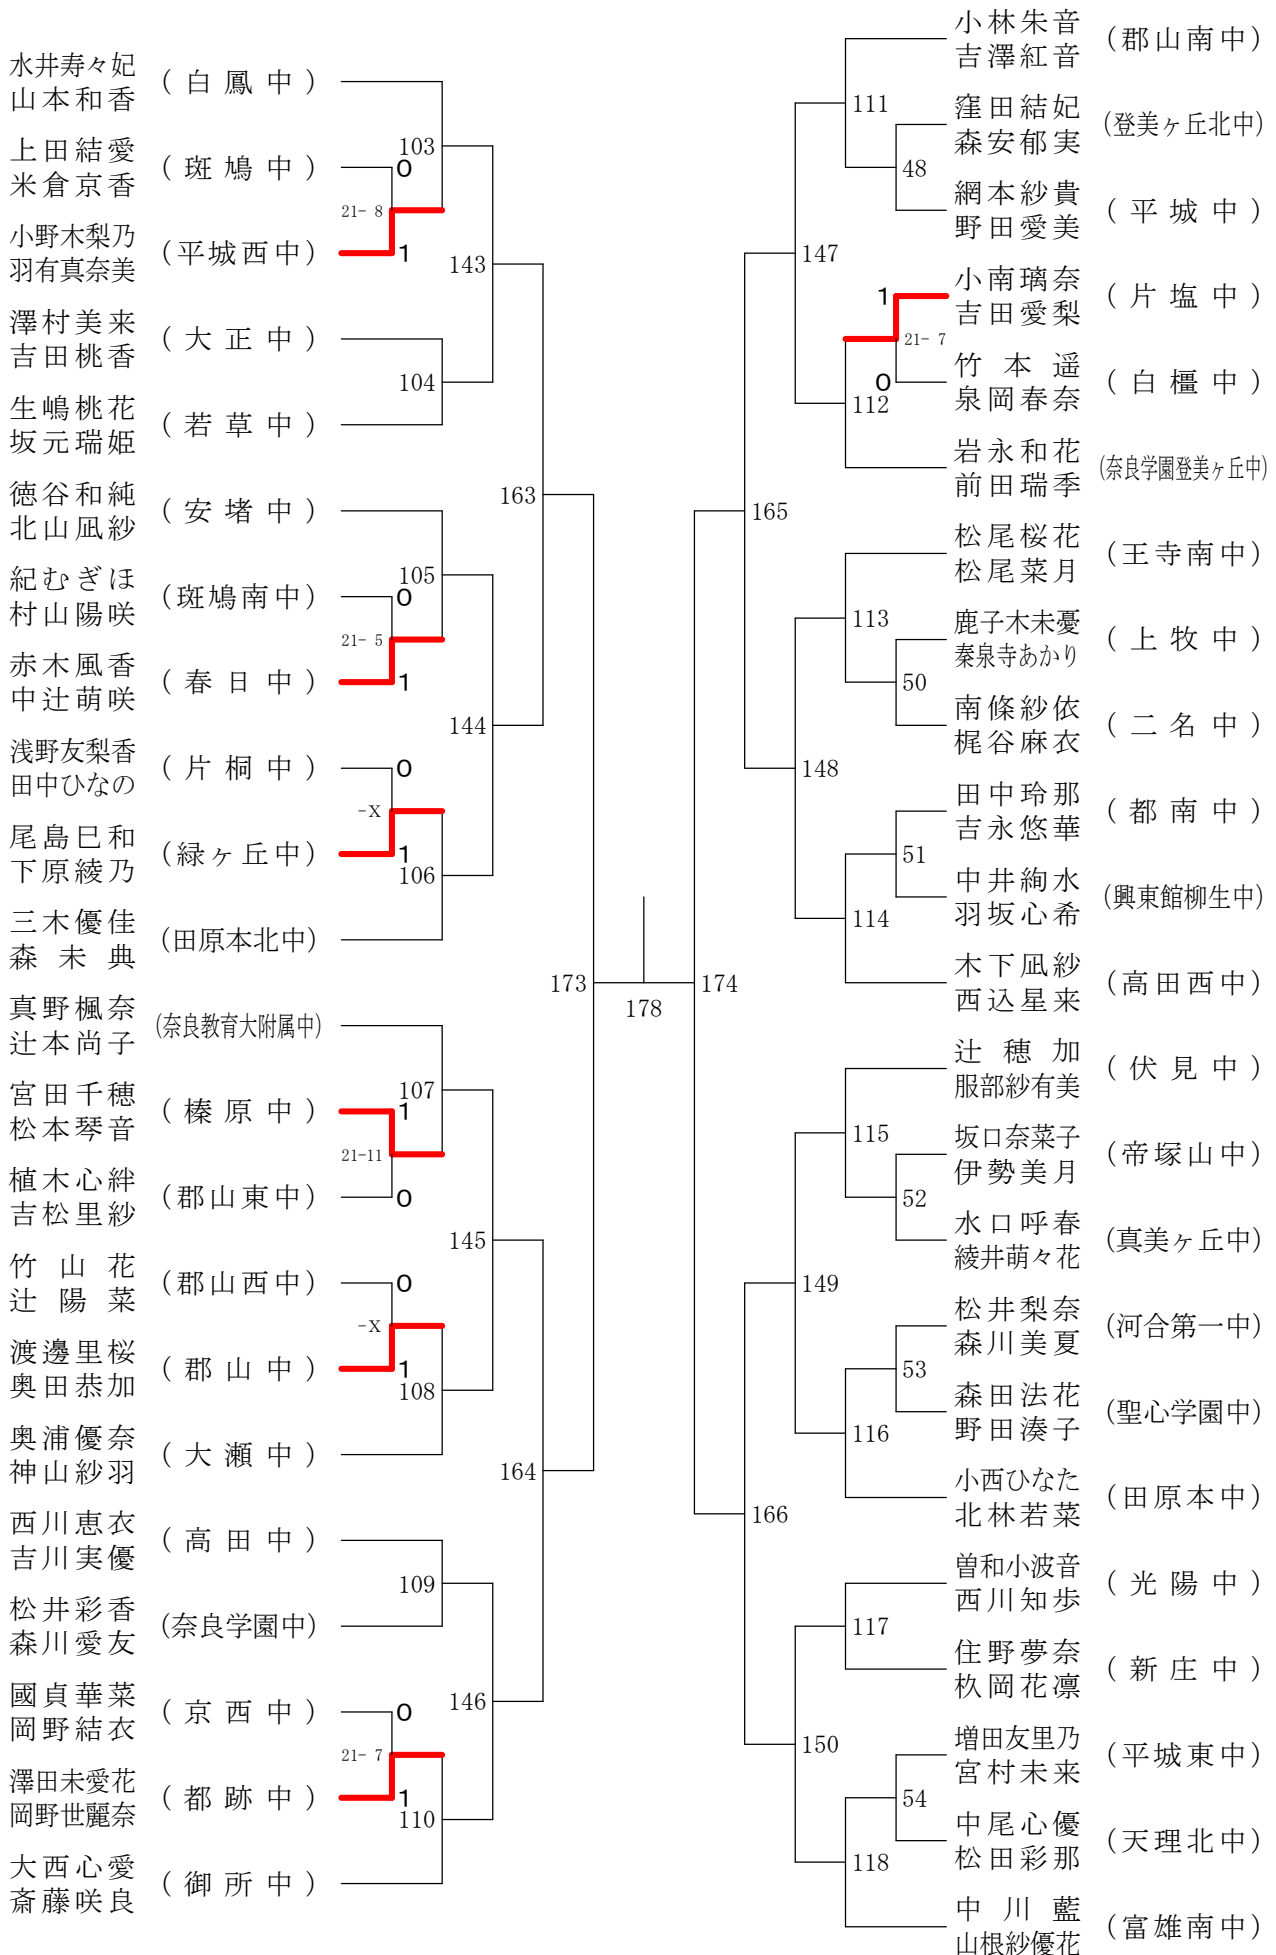 水井寿々妃
山本和香
(白鳳中)
103
上田結愛
米倉京香
(斑鳩中)
0
21- 8
小野木梨乃
羽有真奈美
(平城西中)
1
143
澤村美来
吉田桃香
(大正中)
104
生嶋桃花
坂元瑞姫
(若草中)
163
徳谷和純
北山凪紗
(安堵中)
105
紀むぎほ
村山陽咲
(斑鳩南中)
0
21- 5
赤木風香
中辻萌咲
(春日中)
1
144
浅野友梨香
田中ひなの
(片桐中)
0
-X
尾島巳和
下原綾乃
(緑ヶ丘中)
1
106
三木優佳
森未典
(田原本北中)
173
真野楓奈
辻本尚子
(奈良教育大附属中)
107
宮田千穂
松本琴音
(榛原中)
1
21-11
植木心絆
吉松里紗
(郡山東中)
0
145
竹山花
辻陽菜
(郡山西中)
0
-X
渡邊里桜
奥田恭加
(郡山中)
1
108
奥浦優奈
神山紗羽
(大瀬中)
164
西川恵衣
吉川実優
(高田中)
109
松井彩香
森川愛友
(奈良学園中)
146
國貞華菜
岡野結衣
(京西中)
0
21- 7
澤田未愛花
岡野世麗奈
(都跡中)
1
110
大西心愛
斎藤咲良
(御所中)
178
小林朱音
吉澤紅音
(郡山南中)
111
窪田結妃
森安郁実
(登美ヶ丘北中)
48
網本紗貴
野田愛美
(平城中)
147
小南璃奈
吉田愛梨
(片塩中)
1
21- 7
竹本遥
泉岡春奈
(白橿中)
0
112
岩永和花
前田瑞季
(奈良学園登美ヶ丘中)
165
松尾桜花
松尾菜月
(王寺南中)
113
鹿子木未憂
秦泉寺あかり
(上牧中)
50
南條紗依
梶谷麻衣
(二名中)
148
田中玲那
吉永悠華
(都南中)
51
中井絢水
羽坂心希
(興東館柳生中)
114
木下凪紗
西込星来
(高田西中)
174
辻穂加
服部紗有美
(伏見中)
115
坂口奈菜子
伊勢美月
(帝塚山中)
52
水口呼春
綾井萌々花
(真美ヶ丘中)
149
松井梨奈
森川美夏
(河合第一中)
53
森田法花
野田湊子
(聖心学園中)
116
小西ひなた
北林若菜
(田原本中)
166
曽和小波音
西川知歩
(光陽中)
117
住野夢奈
杦岡花凛
(新庄中)
150
増田友里乃
宮村未来
(平城東中)
54
中尾心優
松田彩那
(天理北中)
118
中川藍
山根紗優花
(富雄南中)